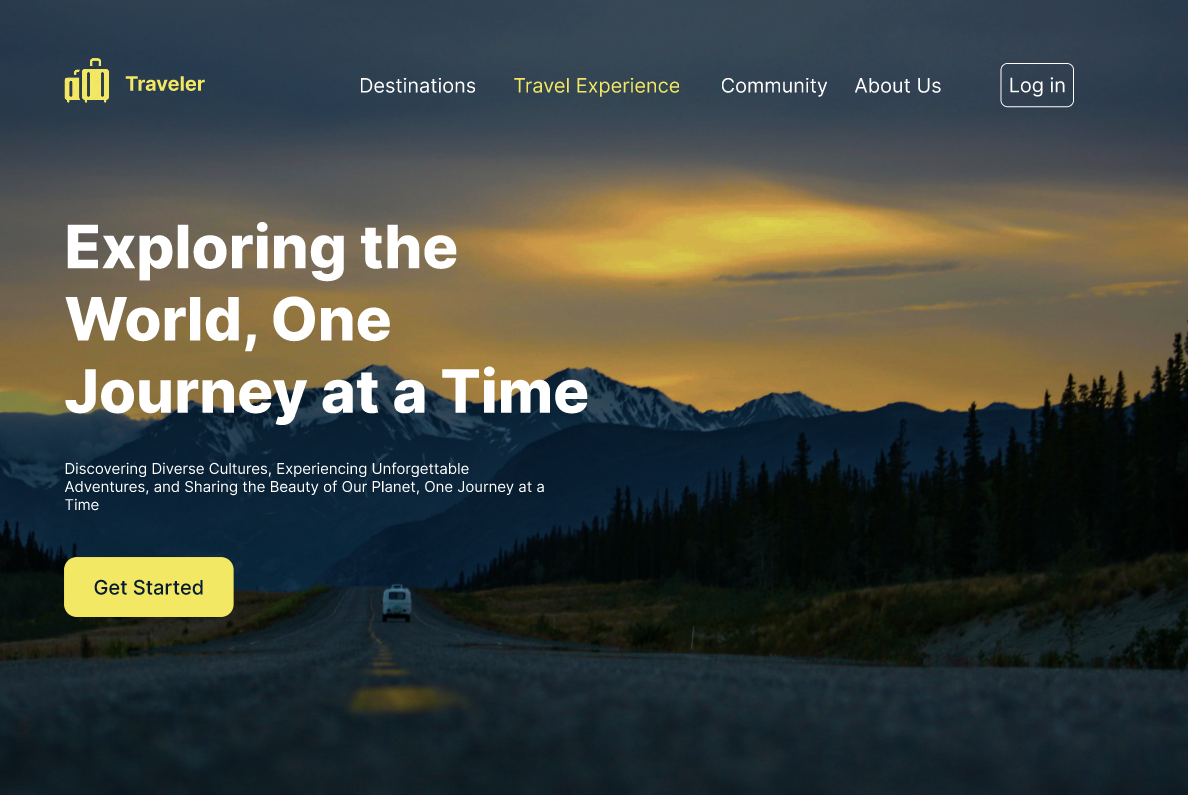 Traveler
Destinations Travel Experience Community About Us Log in
Exploring the
World, One
Journey at a Time
Discovering Diverse Cultures, Experiencing Unforgettable
Adventures, and Sharing the Beauty of Our Planet, One Journey at a
Time
Get Started